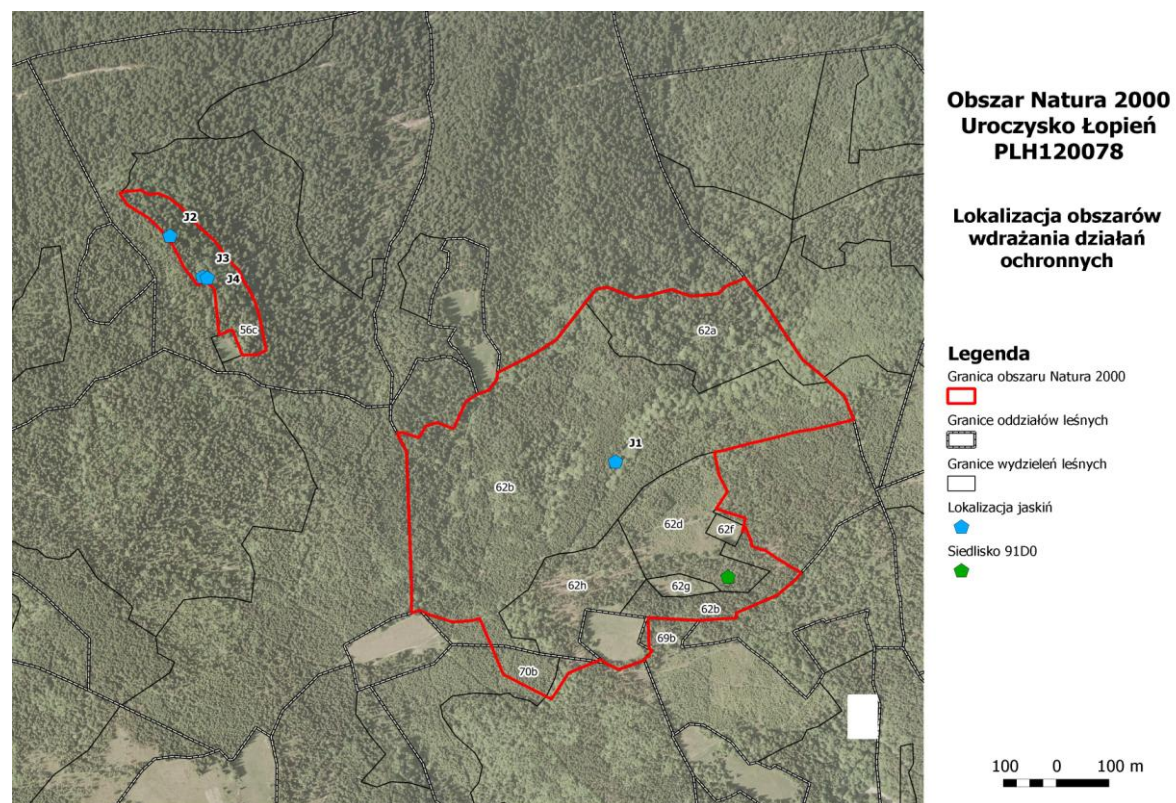 Obszar Natura 2000
Uroczysko Łopień
PLH120078
Lokalizacja obszarów
wdrażania działań
ochronnych
Legenda
Granica obszaru Natura 2000
Granice oddziałów leśnych
Granice wydzieleń leśnych
Lokalizacja jaskiń
Siedlisko 91D0
100 0 100 m
J2
J3
J4
56c
62a
J1
62b
62d
62f
62h
62g
62b
69b
70b